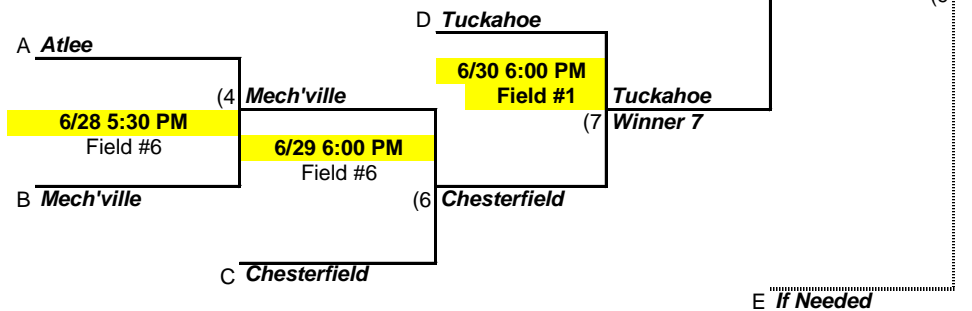 D Tuckahoe
A Atlee
6/30 6:00 PM
(4 Mech'ville
Field #1 Tuckahoe
6/28 5:30 PM
(7 Winner 7
Field #6
6/29 6:00 PM
Field #6
B Mech'ville
(6 Chesterfield
C Chesterfield
E If Needed